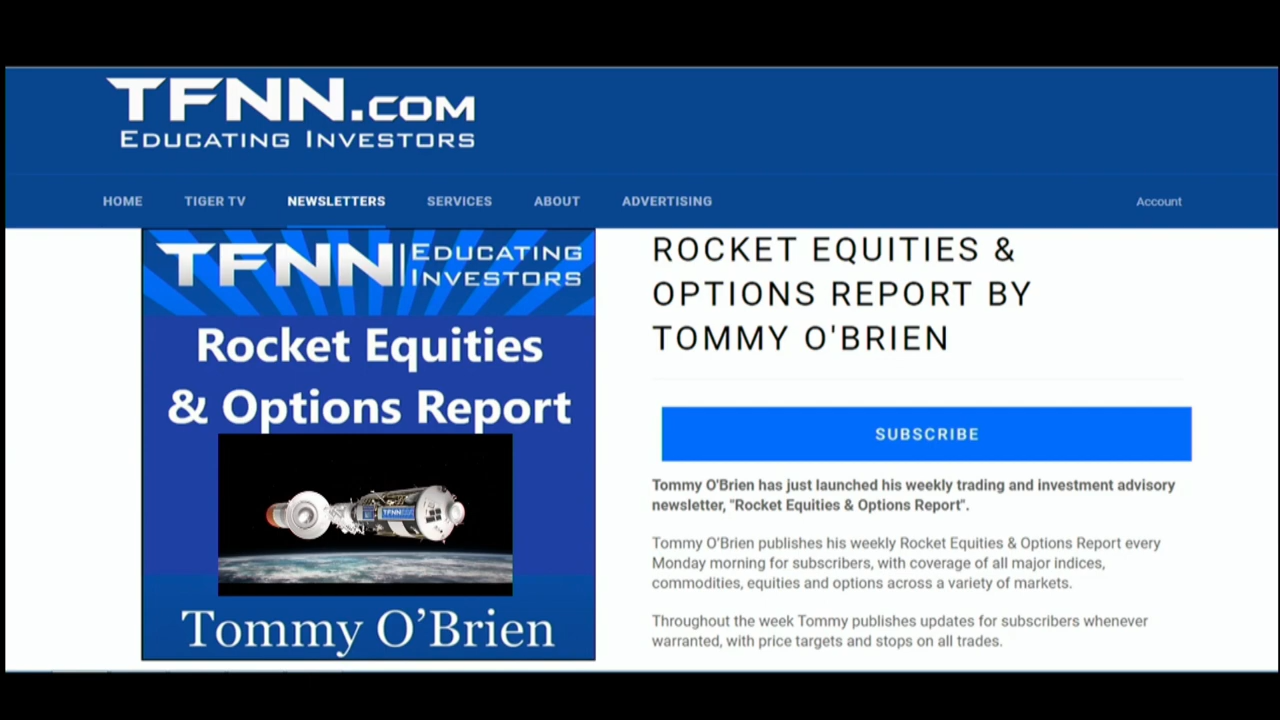 TFNN.COM
EDUCATING INVESTORS
HOME TIGER TV NEWSLETTERS SERVICES ABOUT ADVERTISING Account
TFNN EDUCATING
INVESTORS
Rocket Equities
& Options Report
TFNN
Tommy O’Brien
ROCKET EQUITIES &
OPTIONS REPORT BY
TOMMY O'BRIEN
SUBSCRIBE
Tommy O'Brien has just launched his weekly trading and investment advisory
newsletter, "Rocket Equities & Options Report".
Tommy O'Brien publishes his weekly Rocket Equities & Options Report every
Monday morning for subscribers, with coverage of all major indices,
commodities, equities and options across a variety of markets.
Throughout the week Tommy publishes updates for subscribers whenever
warranted, with price targets and stops on all trades.